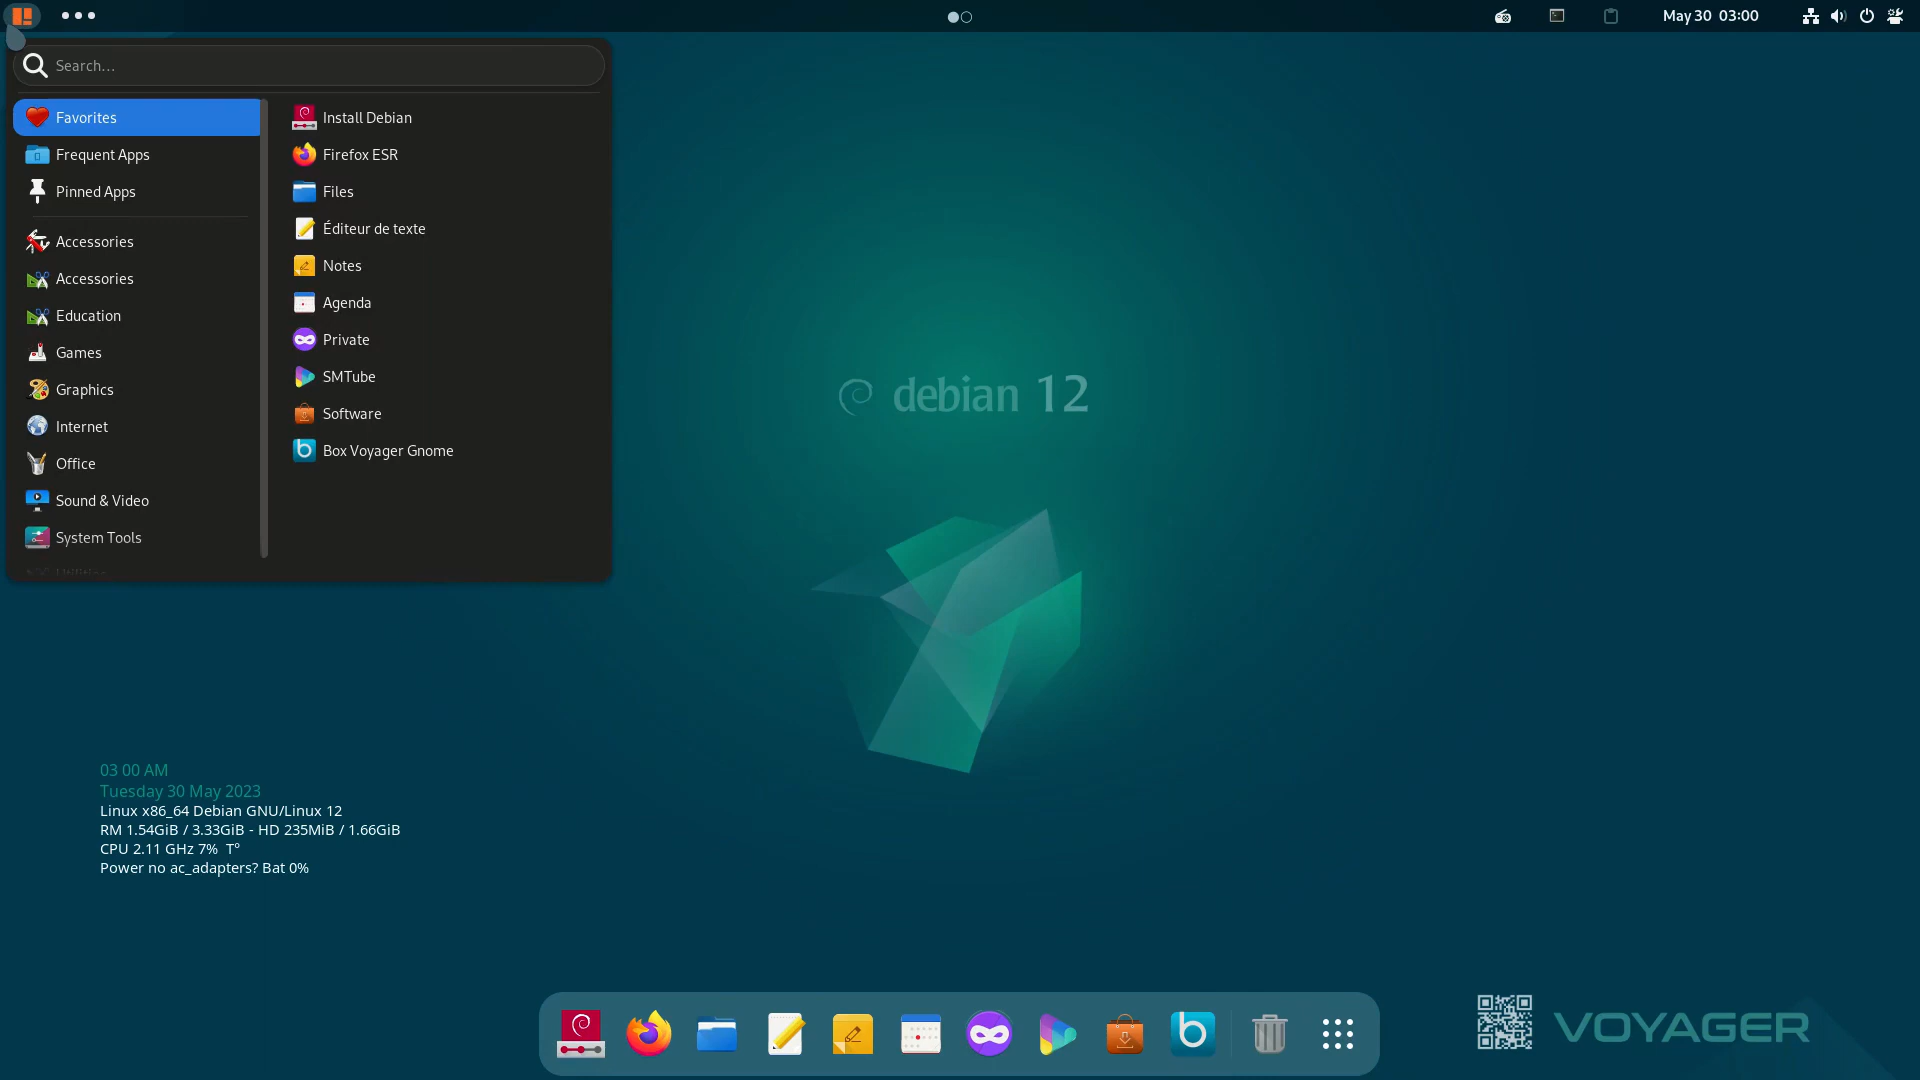 May 30 03:00
Search...
Favorites
Frequent Apps
Pinned Apps
Accessories
Accessories
Education
Games
Graphics
Internet
Office
Sound & Video
System Tools
Utilities
Install Debian
Firefox ESR
Files
Éditeur de texte
Notes
Agenda
Private
SMTube
Software
Box Voyager Gnome
debian 12
03 00 AM
Tuesday 30 May 2023
Linux x86_64 Debian GNU/Linux 12
RM 1.54GiB / 3.33GiB - HD 235MiB / 1.66GiB
CPU 2.11 GHz 7% T°
Power no ac_adapters? Bat 0%
VOYAGER